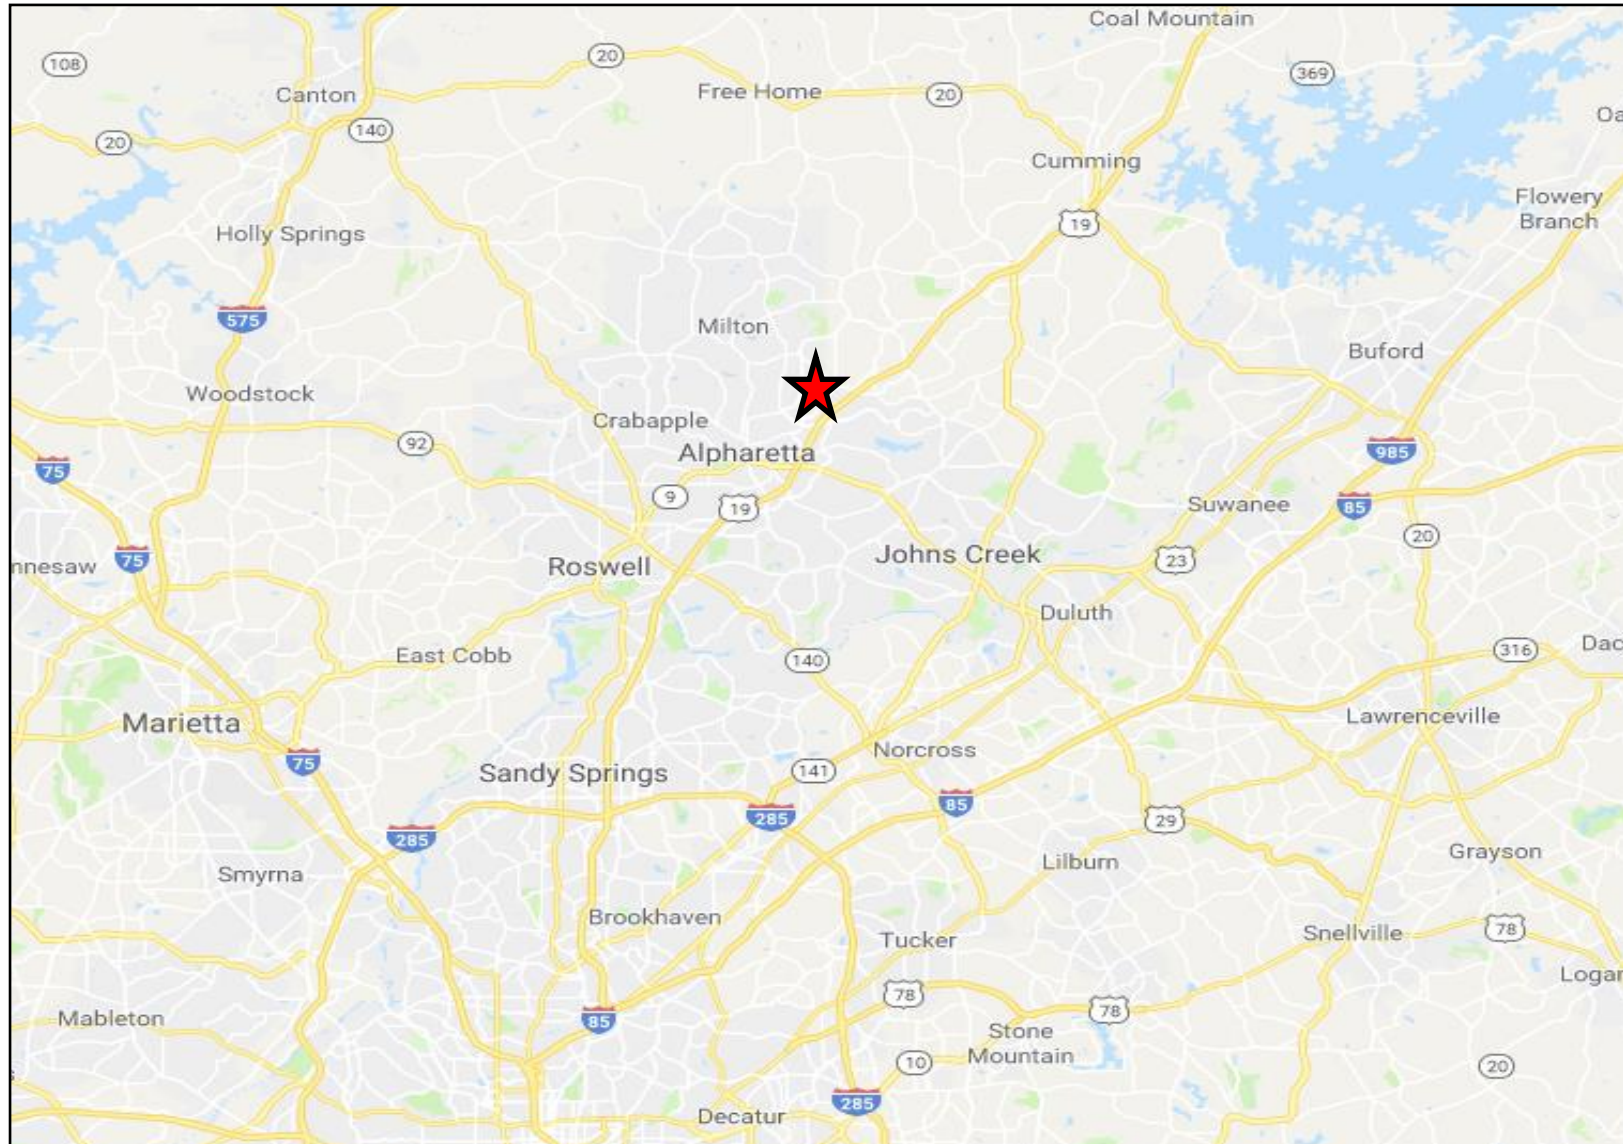 Coal Mountain
108
20
369
Canton
Free Home
20
Oa
140
20
Cumming
Flowery
Branch
19
Holly Springs
575
Milton
Buford
Woodstock
Crabapple
92
Alpharetta
985
75
9
19
Suwanee
85
20
Johns Creek
23
nnesaw
75
Roswell
Duluth
140
316
Dac
East Cobb
Marietta
Lawrenceville
Norcross
75
Sandy Springs
141
85
285
29
285
Grayson
Lilburn
Smyrna
Brookhaven
78
Snellville
Tucker
Logan
78
78
Mableton
85
Stone
Mountain
10
20
285
Decatur